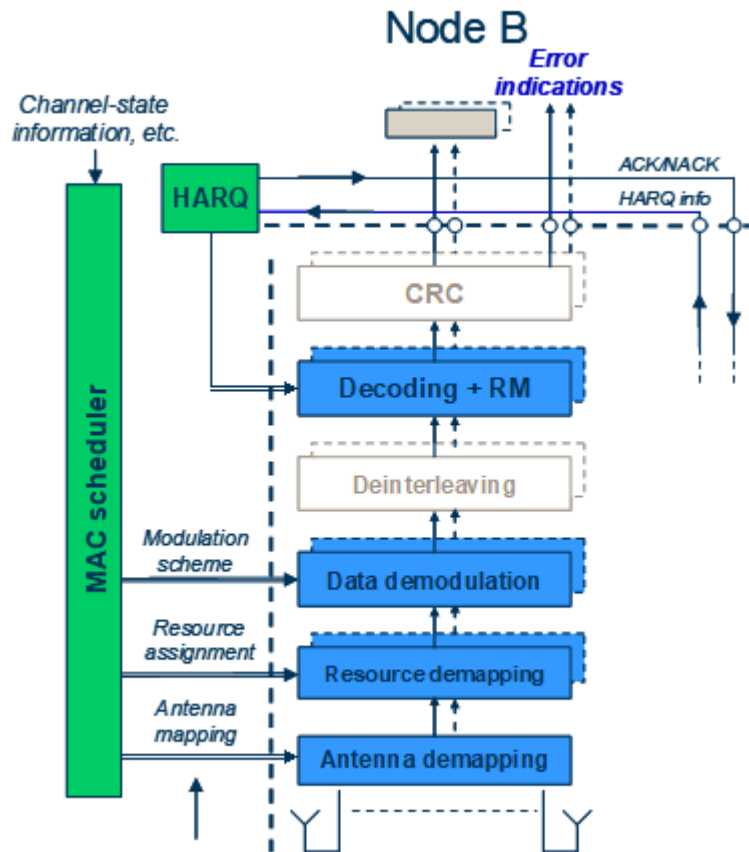 Node B
Error
indications
Channel-state
information, etc.
ACK/NACK
HARQ
HARQ info
CRC
Decoding + RM
Deinterleaving
MAC scheduler
Modulation
scheme
Data demodulation
Resource
assignment
Resource demapping
Antenna
mapping
Antenna demapping